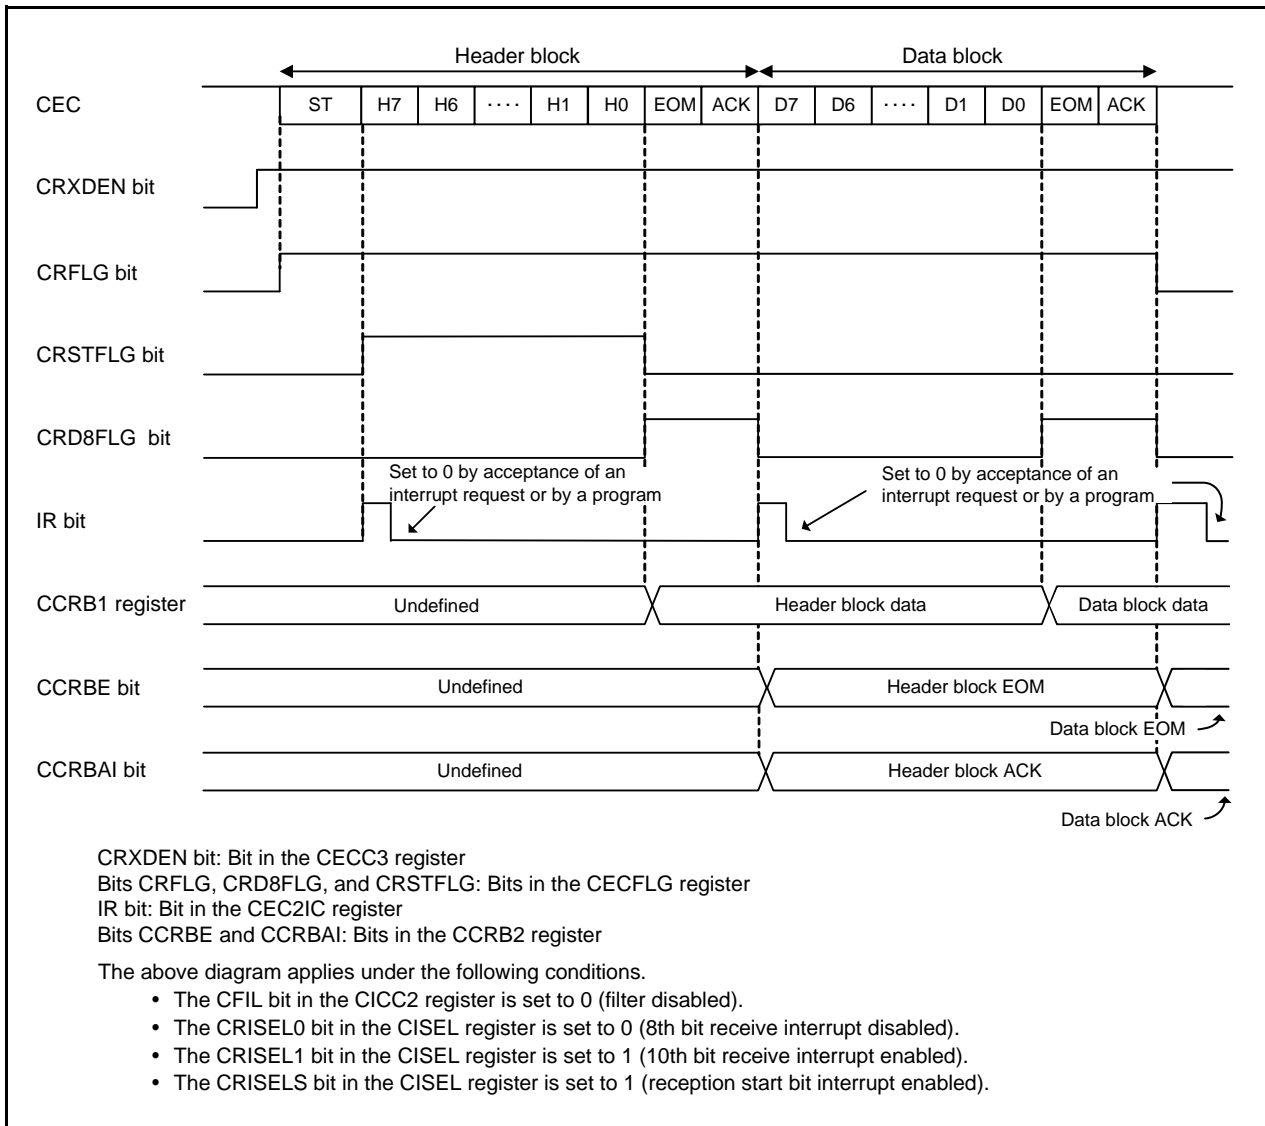 Header block Data block
CEC ST H7 H6 ···· H1 H0 EOM ACK D7 D6 ···· D1 D0 EOM ACK
CRXDEN bit
CRFLG bit
CRSTFLG bit
CRD8FLG bit
Set to 0 by acceptance of an
interrupt request or by a program
Set to 0 by acceptance of an
interrupt request or by a program
IR bit
CCRB1 register Undefined Header block data Data block data
CCRBE bit Undefined Header block EOM
Data block EOM
CCRBAI bit Undefined Header block ACK
Data block ACK
CRXDEN bit: Bit in the CECC3 register
Bits CRFLG, CRD8FLG, and CRSTFLG: Bits in the CECFLG register
IR bit: Bit in the CEC2IC register
Bits CCRBE and CCRBAI: Bits in the CCRB2 register
The above diagram applies under the following conditions.
• The CFIL bit in the CICC2 register is set to 0 (filter disabled).
• The CRISEL0 bit in the CISEL register is set to 0 (8th bit receive interrupt disabled).
• The CRISEL1 bit in the CISEL register is set to 1 (10th bit receive interrupt enabled).
• The CRISELS bit in the CISEL register is set to 1 (reception start bit interrupt enabled).